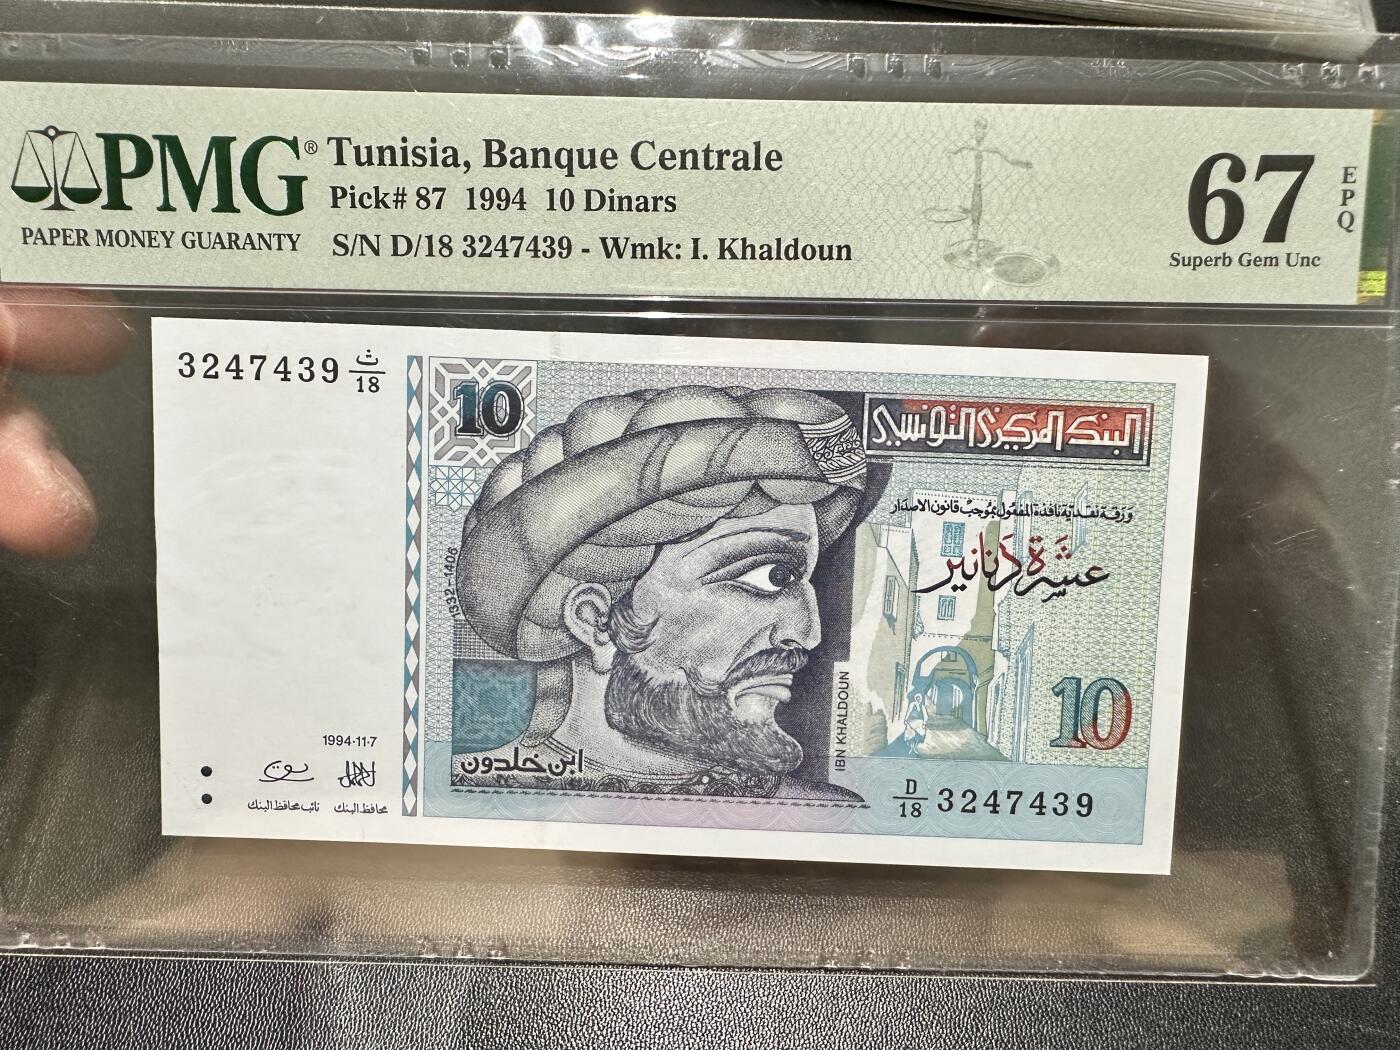 PMG® Tunisia, Banque Centrale
Pick# 87 1994 10 Dinars
PAPER MONEY GUARANTY S/N D/18 3247439 - Wmk: I. Khaldoun
67 EPQ
Superb Gem Unc
3247439 ث/18
10
البنك المركزي التونسي
ورقة نقدية نافذة المفعول بموجب قانون الاصدار
عشرة دنانير
1332-1406
IBN KHALDOUN
10
ابن خلدون
D/18 3247439
1994-11-7
محافظ البنك نائب محافظ البنك